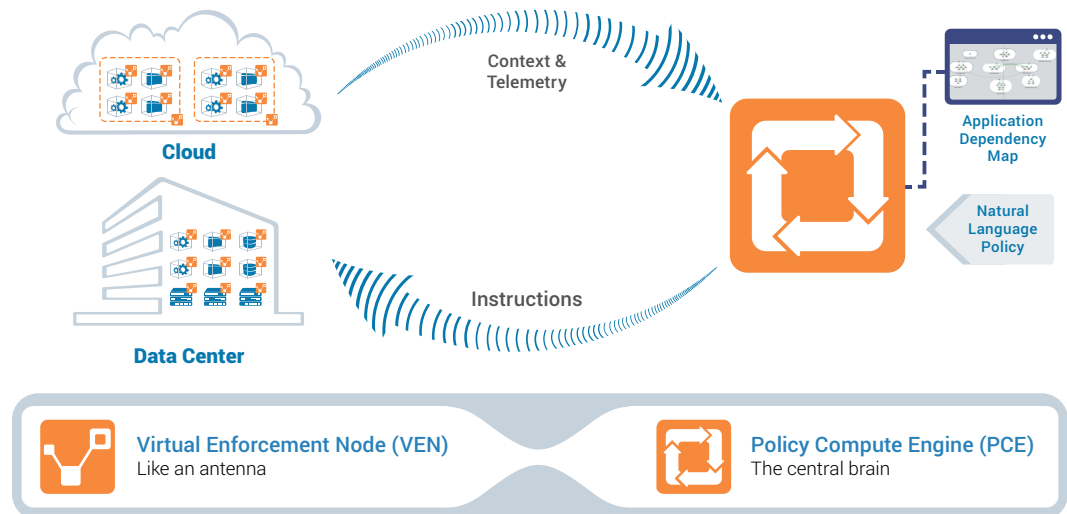 Context &
Telemetry
Cloud
Application
Dependency
Map
Natural
Language
Policy
Instructions
Data Center
Virtual Enforcement Node (VEN)
Like an antenna
Policy Compute Engine (PCE)
The central brain